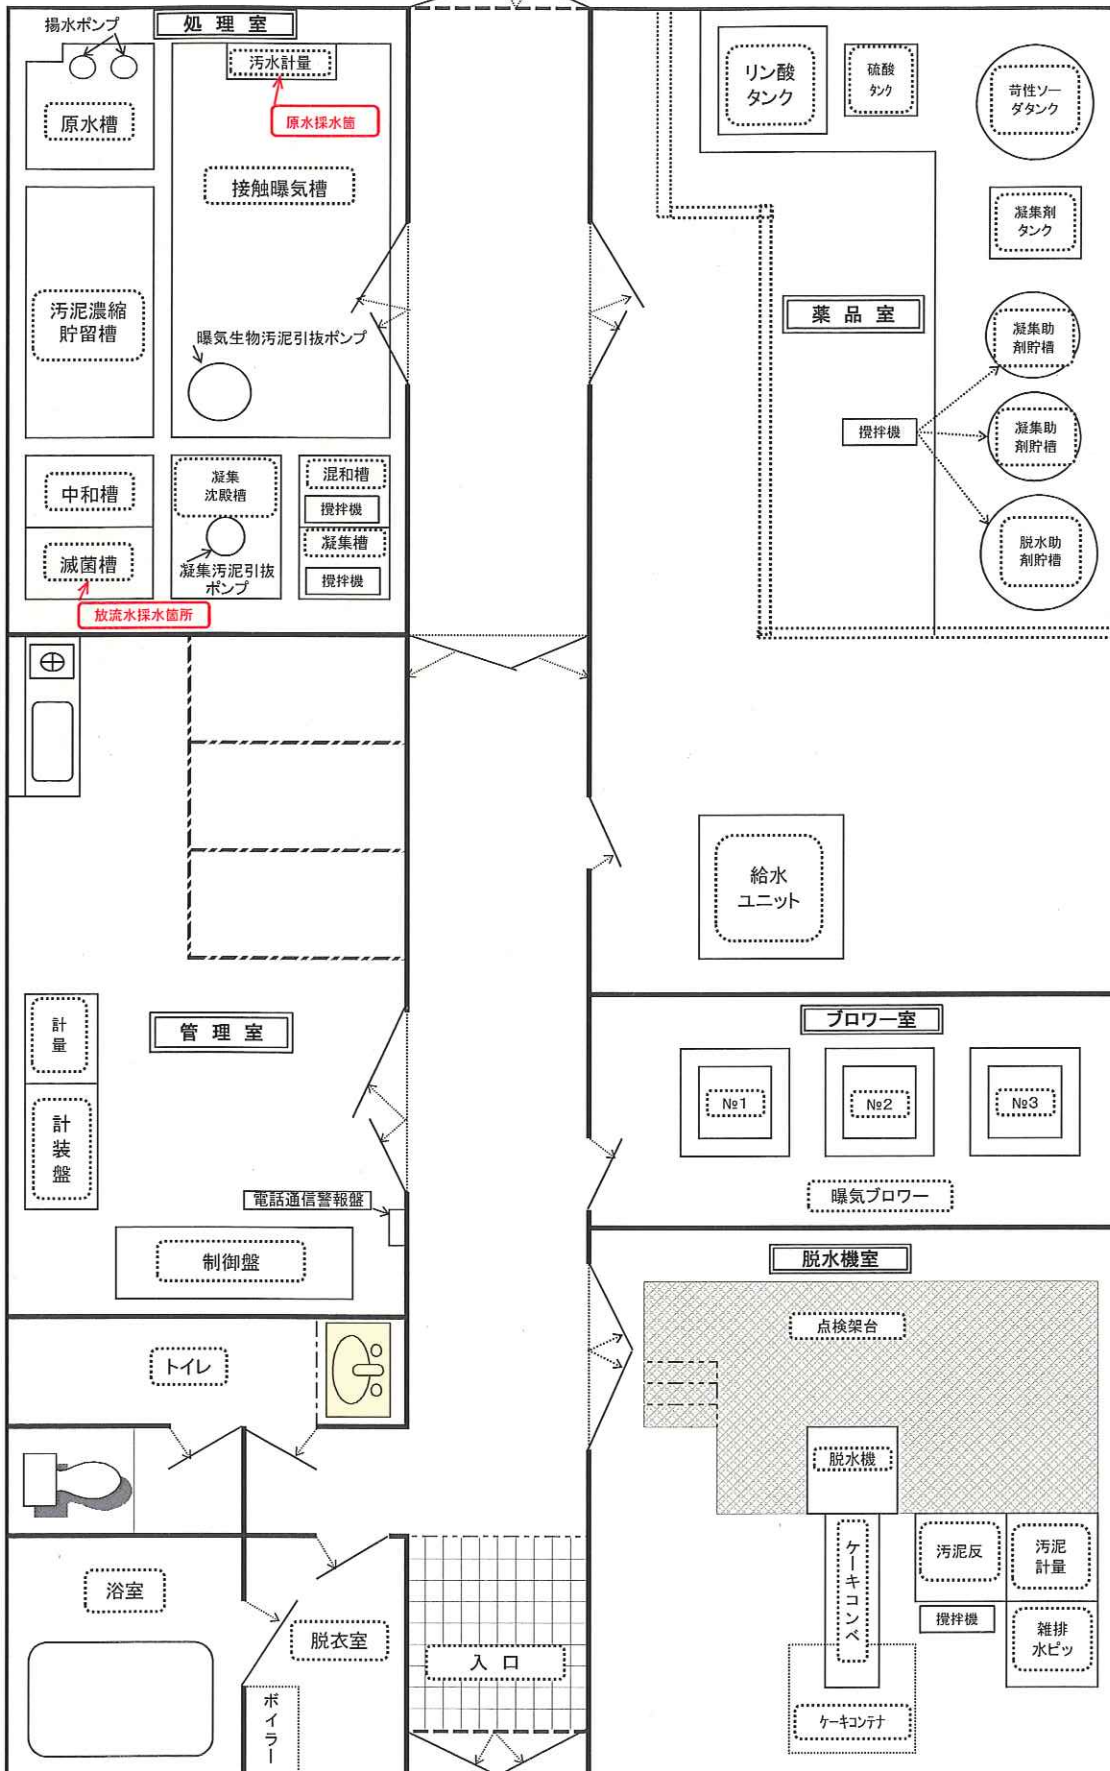 揚水ポンプ
処理室
汚水計量
原水採水箇
原水槽
接触曝気槽
汚泥濃縮
貯留槽
曝気生物汚泥引抜ポンプ
中和槽
滅菌槽
放流水採水箇所
凝集
沈殿槽
凝集汚泥引抜
ポンプ
混和槽
攪拌機
凝集槽
攪拌機
リン酸
タンク
硫酸
タンク
苛性ソー
ダタンク
凝集剤
タンク
薬品室
凝集助
剤貯槽
攪拌機
凝集助
剤貯槽
脱水助
剤貯槽
給水
ユニット
計量
管理室
計装盤
電話通信警報盤
制御盤
ブロワー室
№1
№2
№3
曝気ブロワー
脱水機室
点検架台
脱水機
ケーキコンベ
汚泥反
汚泥
計量
攪拌機
雑排
水ピッ
ケーキコンテナ
トイレ
浴室
脱衣室
ボイラー
入口